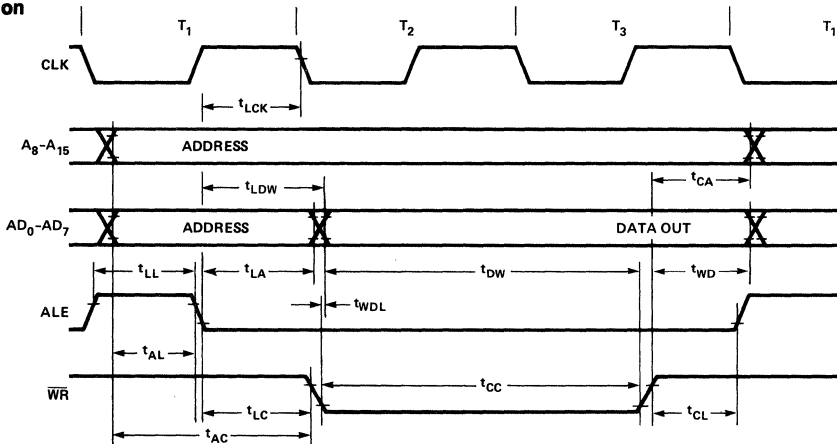 on
T1 T2 T3 T1
CLK
tLCK
A8-A15 ADDRESS
tLDW tCA
AD0-AD7 ADDRESS DATA OUT
tLL tLA tDW tWD
ALE tWDL
tAL
WR tCC
tLC tCL
tAC